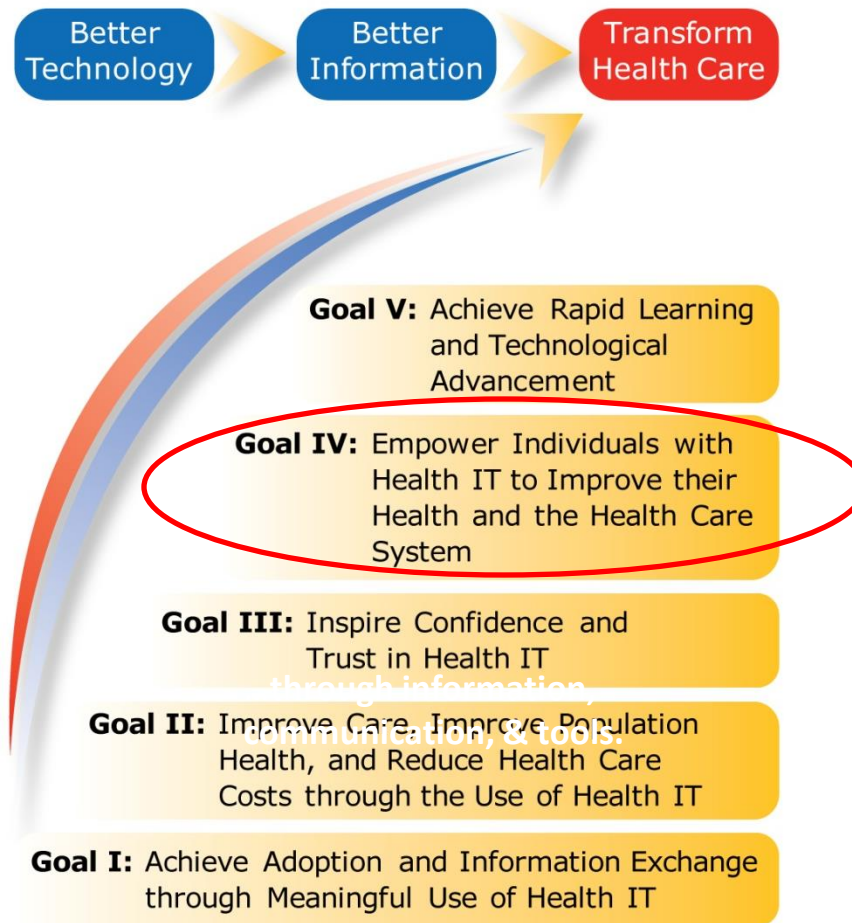 Better
Technology
Better
Information
Transform
Health Care
Goal V: Achieve Rapid Learning
and Technological
Advancement
Goal IV: Empower Individuals with
Health IT to Improve their
Health and the Health Care
System
Goal III: Inspire Confidence and
Trust in Health IT
through information,
Goal II: Improve Care, Improve Population
communication, & tools.
Health, and Reduce Health Care
Costs through the Use of Health IT
Goal I: Achieve Adoption and Information Exchange
through Meaningful Use of Health IT